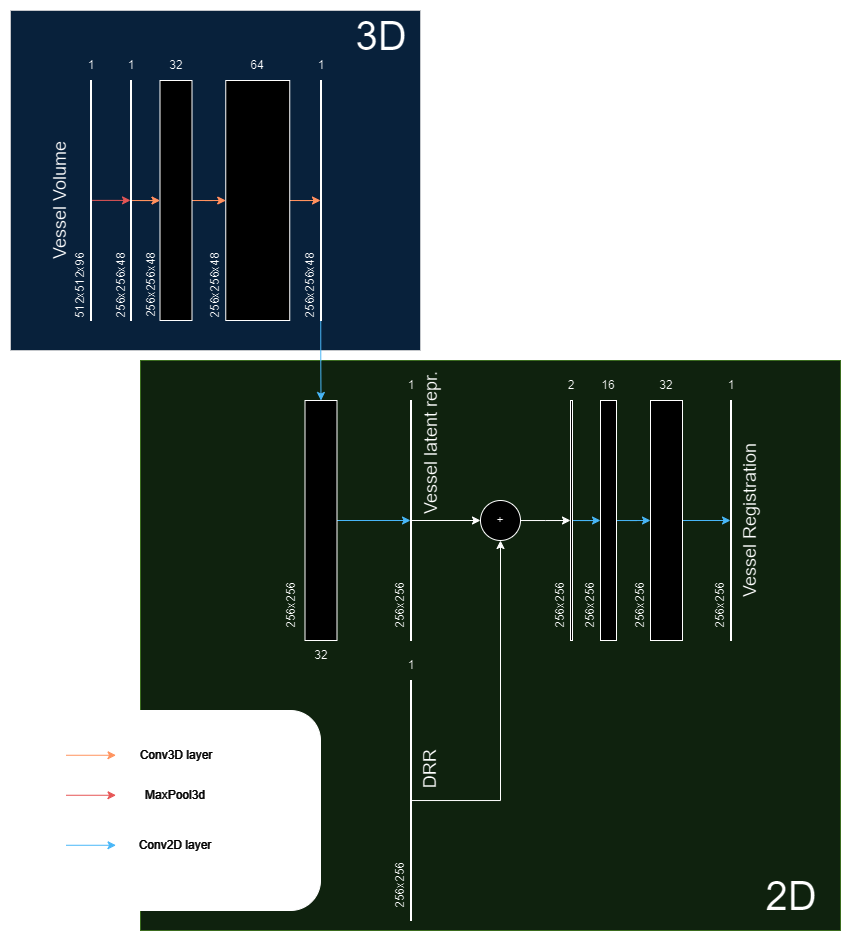 3D
1
1
32
64
1
Vessel Volume
512x512x96
256x256x48
256x256x48
256x256x48
256x256x48
1
Vessel latent repr.
2
16
32
1
+
Vessel Registration
256x256
256x256
256x256
256x256
256x256
256x256
32
1
DRR
256x256
Conv3D layer
MaxPool3d
Conv2D layer
2D